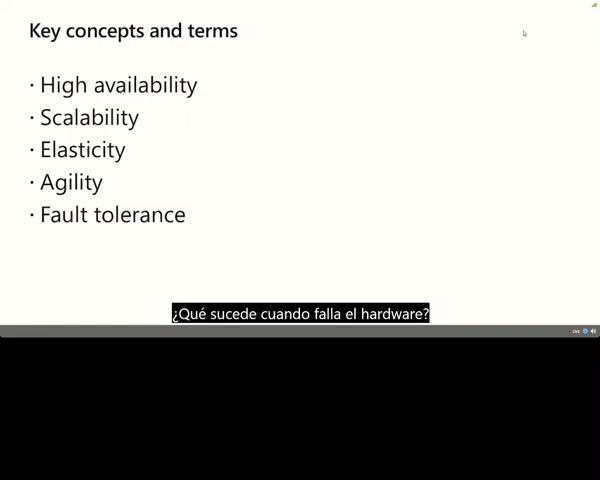 Key concepts and terms
· High availability
· Scalability
· Elasticity
· Agility
· Fault tolerance
¿Qué sucede cuando falla el hardware?